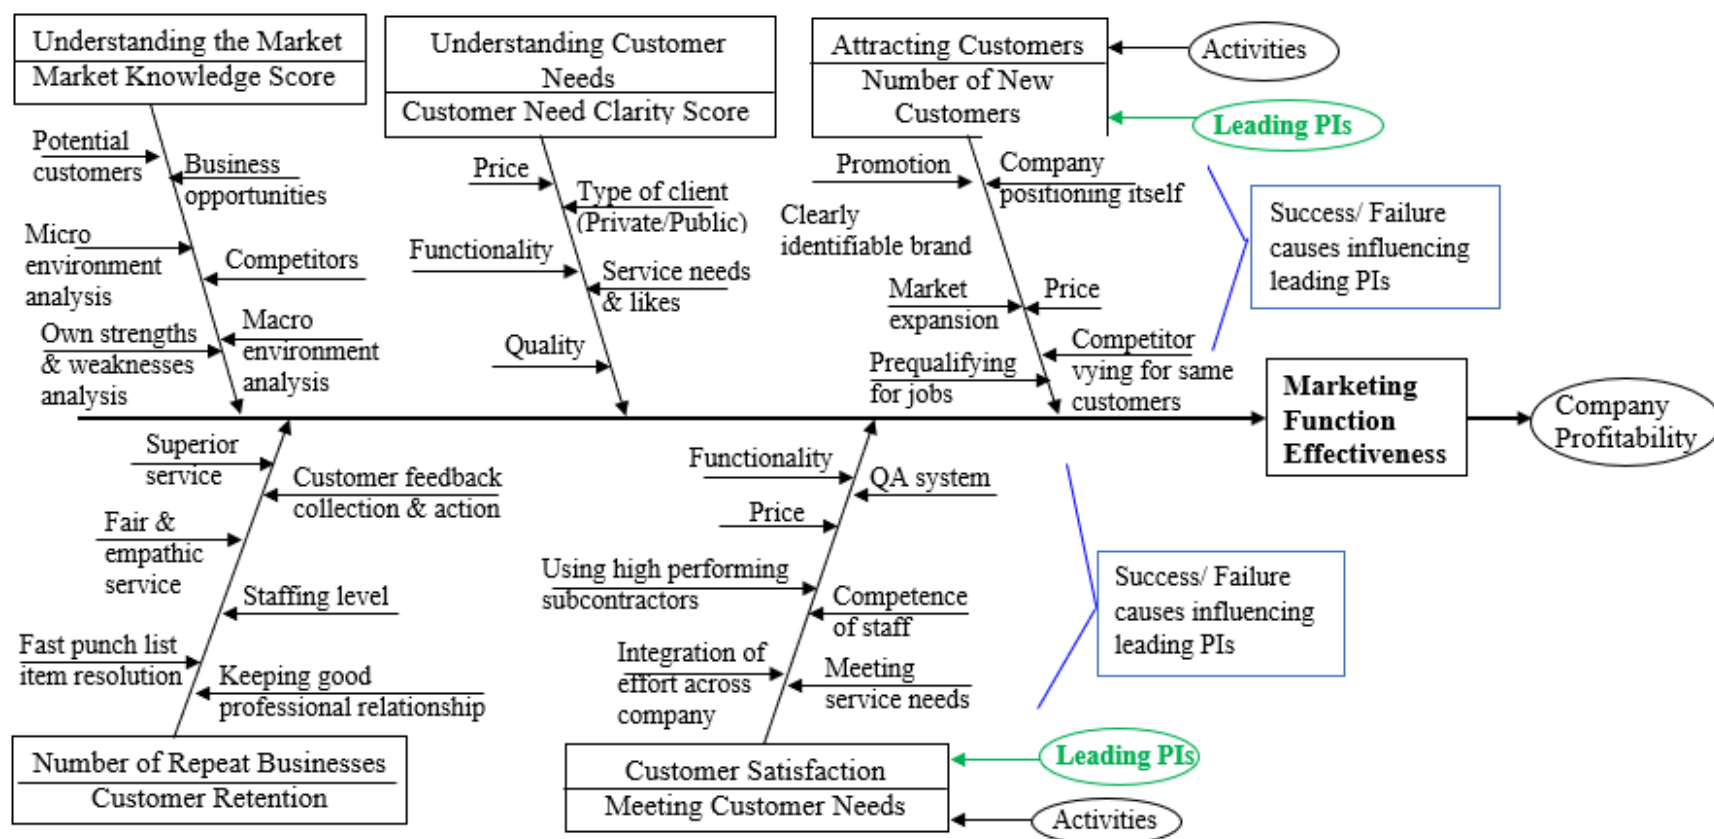 Understanding the Market
Market Knowledge Score
Understanding Customer
Needs
Customer Need Clarity Score
Attracting Customers
Number of New
Customers
Activities
Leading PIs
Potential
customers
Business
opportunities
Micro
environment
analysis
Competitors
Own strengths
& weaknesses
analysis
Macro
environment
analysis
Price
Type of client
(Private/Public)
Functionality
Service needs
& likes
Quality
Promotion
Company
positioning itself
Clearly
identifiable brand
Market
expansion
Price
Prequalifying
for jobs
Competitor
vying for same
customers
Success/ Failure
causes influencing
leading PIs
Marketing
Function
Effectiveness
Company
Profitability
Superior
service
Customer feedback
collection & action
Fair &
empathic
service
Staffing level
Fast punch list
item resolution
Keeping good
professional relationship
Number of Repeat Businesses
Customer Retention
Functionality
QA system
Price
Using high performing
subcontractors
Competence
of staff
Integration of
effort across
company
Meeting
service needs
Customer Satisfaction
Meeting Customer Needs
Success/ Failure
causes influencing
leading PIs
Leading PIs
Activities